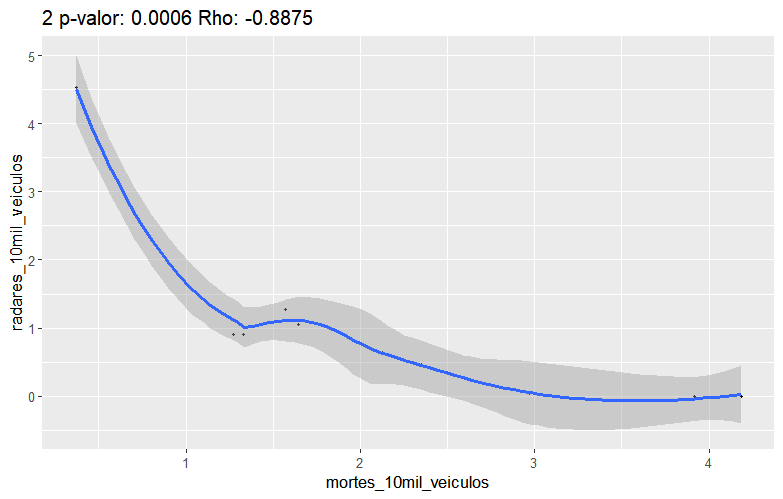 2 p-valor: 0.0006 Rho: -0.8875
5
4
3
2
1
0
radares_10mil_veiculos
1 2 3 4
mortes_10mil_veiculos